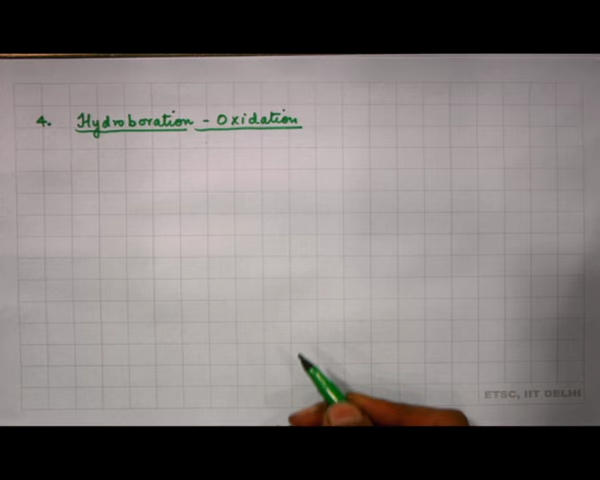 4. Hydroboration - Oxidation
ETSC, IIT DELHI